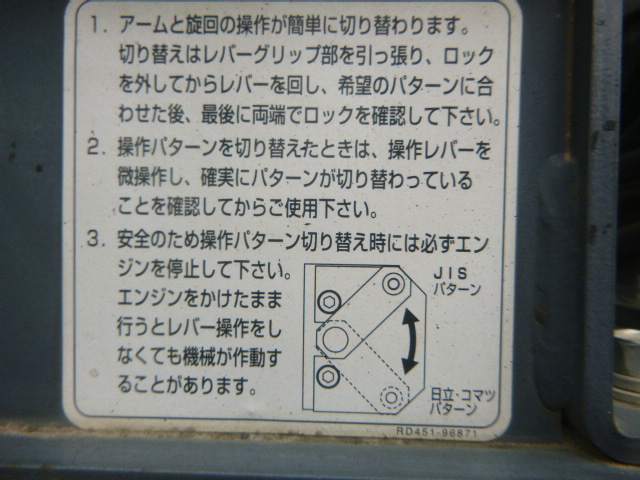 1. アームと旋回の操作が簡単に切り替わります。
切り替えはレバーグリップ部を引っ張り、ロック
を外してからレバーを回し、希望のパターンに合
わせた後、最後に両端でロックを確認して下さい。
2. 操作パターンを切り替えたときは、操作レバーを
微操作し、確実にパターンが切り替わっている
ことを確認してからご使用下さい。
3. 安全のため操作パターン切り替え時には必ずエン
ジンを停止して下さい。
エンジンをかけたまま
行うとレバー操作をし
なくても機械が作動す
ることがあります。
JIS
パターン
日立・コマツ
パターン
RD451-96871